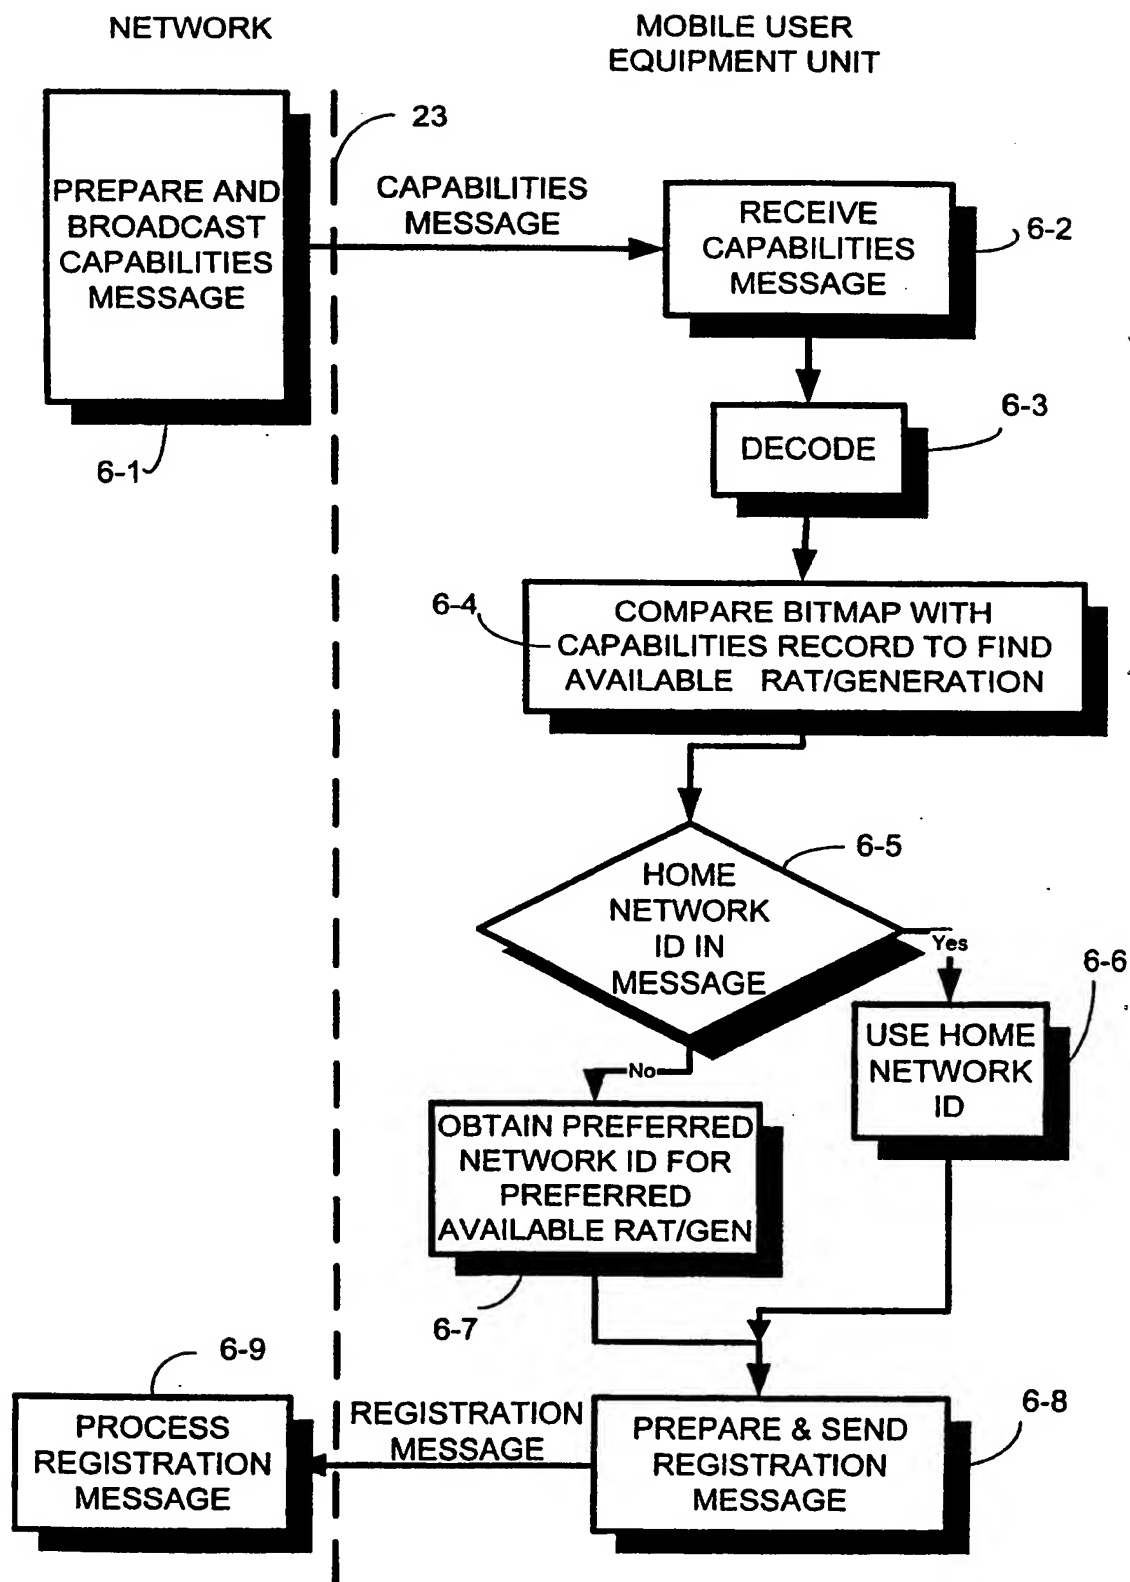 NETWORK
MOBILE USER
EQUIPMENT UNIT
23
PREPARE AND
BROADCAST
CAPABILITIES
MESSAGE
6-1
CAPABILITIES
MESSAGE
RECEIVE
CAPABILITIES
MESSAGE
6-2
DECODE
6-3
6-4
COMPARE BITMAP WITH
CAPABILITIES RECORD TO FIND
AVAILABLE RAT/GENERATION
HOME
NETWORK
ID IN
MESSAGE
6-5
Yes
6-6
USE HOME
NETWORK
ID
No
OBTAIN PREFERRED
NETWORK ID FOR
PREFERRED
AVAILABLE RAT/GEN
6-7
6-9
PROCESS
REGISTRATION
MESSAGE
REGISTRATION
MESSAGE
PREPARE & SEND
REGISTRATION
MESSAGE
6-8